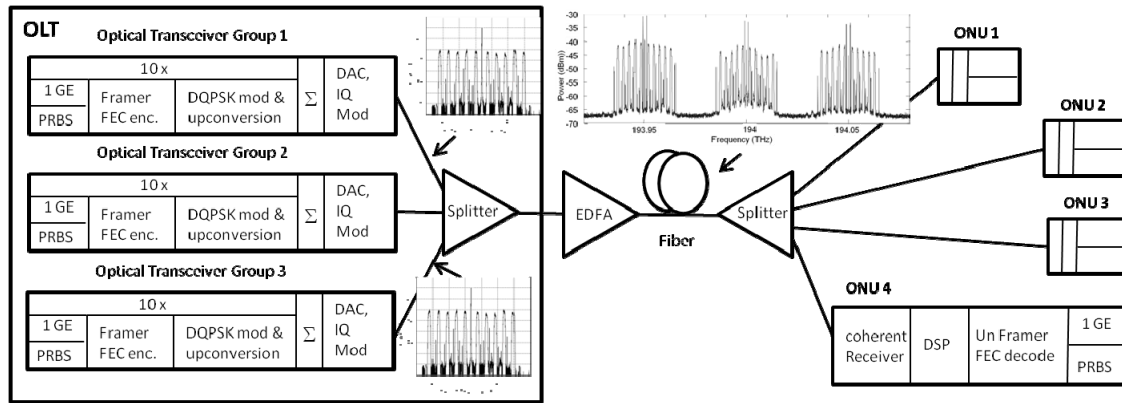 OLT
Optical Transceiver Group 1
10 x
1 GE
PRBS
Framer
FEC enc.
DQPSK mod &
upconversion
Σ
DAC,
IQ
Mod
Optical Transceiver Group 2
10 x
1 GE
PRBS
Framer
FEC enc.
DQPSK mod &
upconversion
Σ
DAC,
IQ
Mod
Optical Transceiver Group 3
10 x
1 GE
PRBS
Framer
FEC enc.
DQPSK mod &
upconversion
Σ
DAC,
IQ
Mod
Splitter
EDFA
Fiber
Splitter
Power (dBm)
-30
-35
-40
-45
-50
-55
-60
-65
-70
193.95
194
194.05
Frequency (THz)
ONU 1
ONU 2
ONU 3
ONU 4
coherent
Receiver
DSP
Un Framer
FEC decode
1 GE
PRBS